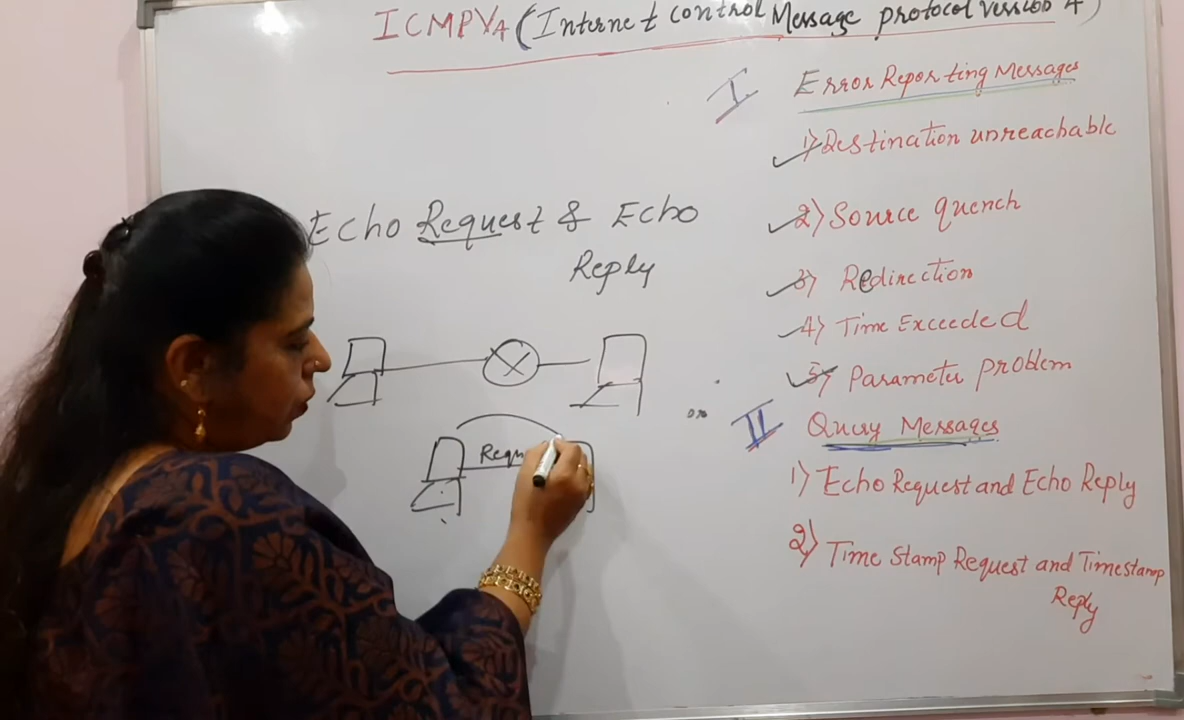 ICMPV4 (Internet control Message protocol version 4)
I Error Reporting Messages
1) Destination unreachable
2) Source quench
3) Redirection
4) Time Exceeded
5) Parameter problem
II Query Messages
1) Echo Request and Echo Reply
2) Time Stamp Request and Timestamp
Reply
Echo Request & Echo
Reply
Requ
or